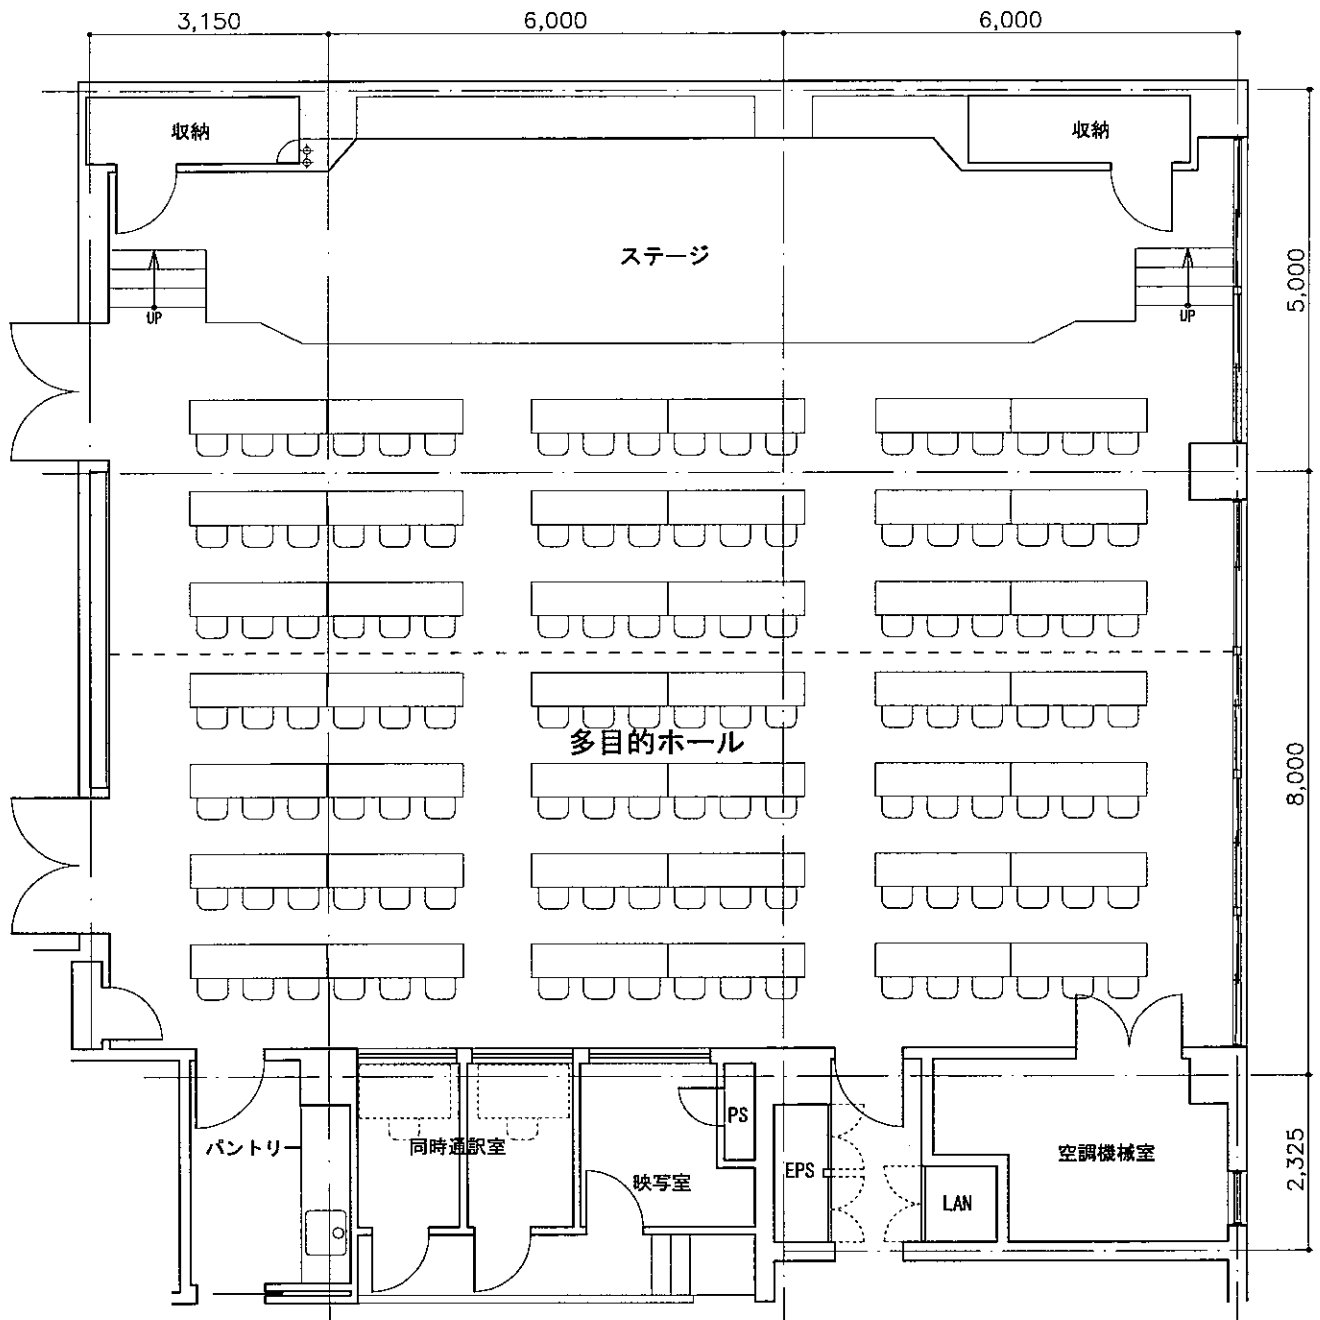 3,150
6,000
6,000
収納
収納
ステージ
5,000
UP
UP
多目的ホール
8,000
PS
パントリー
同時通訳室
映写室
EPS
LAN
空調機械室
2,325